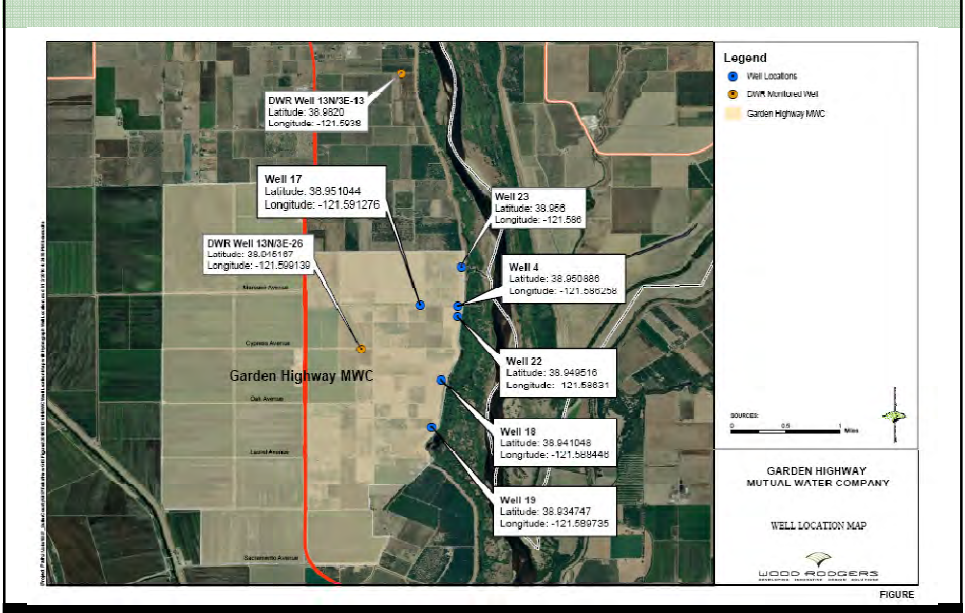 Legend
Well Locations
DWR Monitored Well
Garden Highway MWC
DWR Well 13N/3E-13
Latitude: 38.9820
Longitude: -121.5938
Well 17
Latitude: 38.951044
Longitude: -121.591276
Well 23
Latitude: 38.956
Longitude: -121.586
DWR Well 13N/3E-26
Latitude: 38.945167
Longitude: -121.599139
Well 4
Latitude: 38.950886
Longitude: -121.586258
Cypress Avenue
Well 22
Latitude: 38.949516
Longitude: -121.58631
Garden Highway MWC
Oak Avenue
Well 18
Latitude: 38.941048
Longitude: -121.588446
Laurel Avenue
Well 19
Latitude: 38.934747
Longitude: -121.589735
Sacramento Avenue
SOURCES:
0 0.5 1
Miles
GARDEN HIGHWAY
MUTUAL WATER COMPANY
WELL LOCATION MAP
WOOD RODGERS
FIGURE